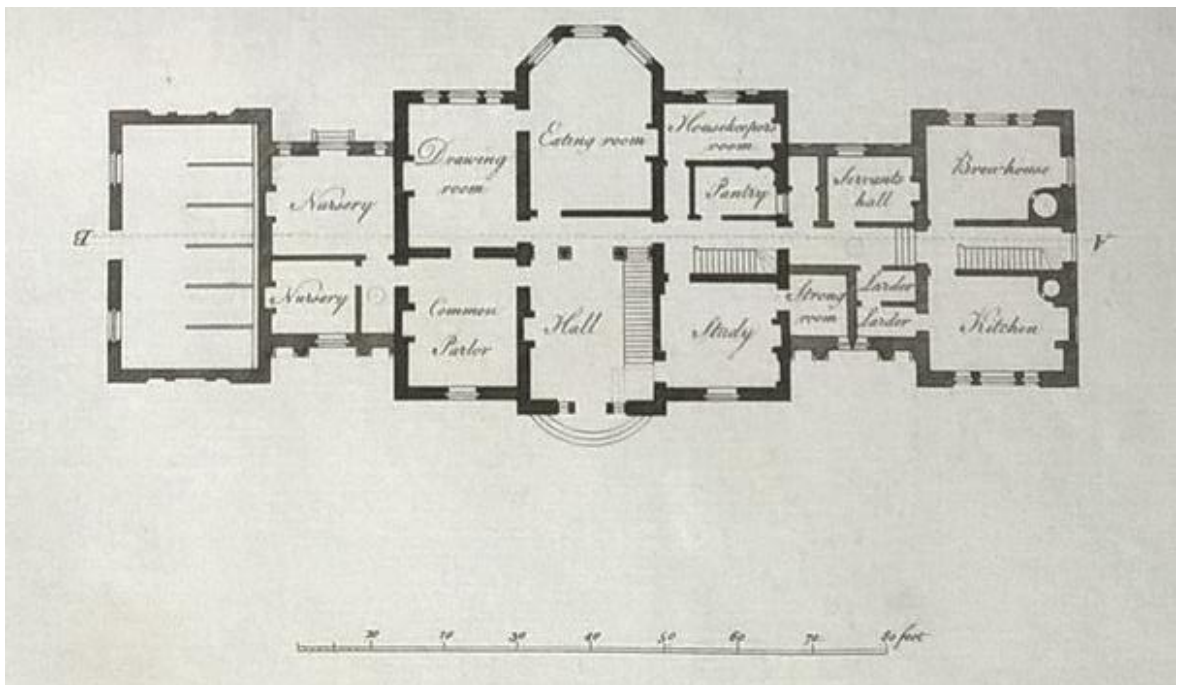 Eating room
Housekeepers
room
Drawing
room
Brewhouse
Servants
hall
Pantry
Nursery
B
A
Nursery
Common
Parlor
Hall
Study
Strong
room
Larder
Larder
Kitchen
20 10 30 40 50 60 70 80 feet